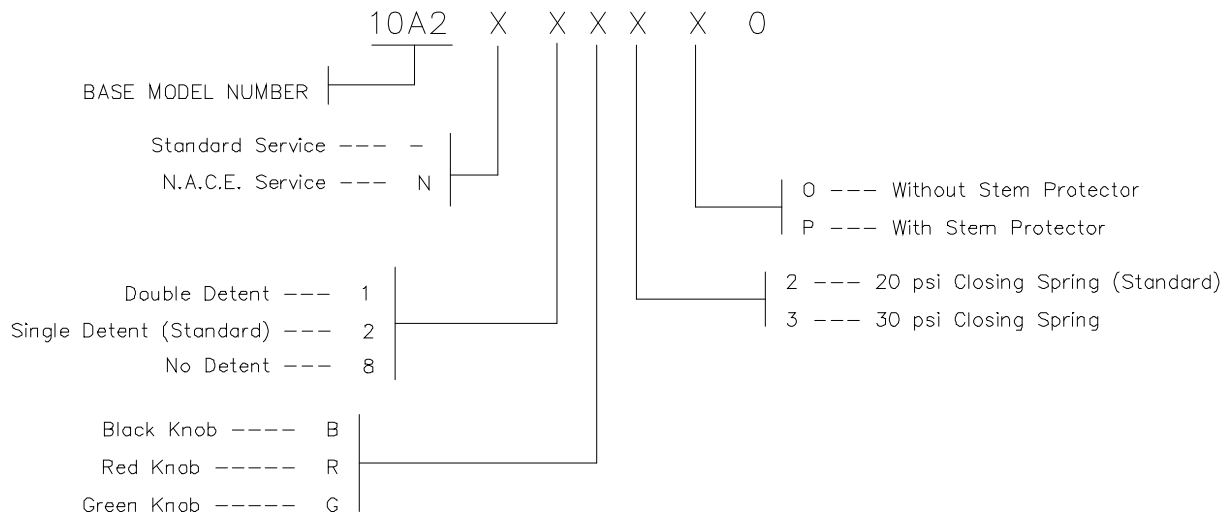 10A2 X X X X X 0
BASE MODEL NUMBER
Standard Service --- -
N.A.C.E. Service --- N
0 --- Without Stem Protector
P --- With Stem Protector
Double Detent --- 1
Single Detent (Standard) --- 2
No Detent --- 8
2 --- 20 psi Closing Spring (Standard)
3 --- 30 psi Closing Spring
Black Knob ---- B
Red Knob ----- R
Green Knob ----- G